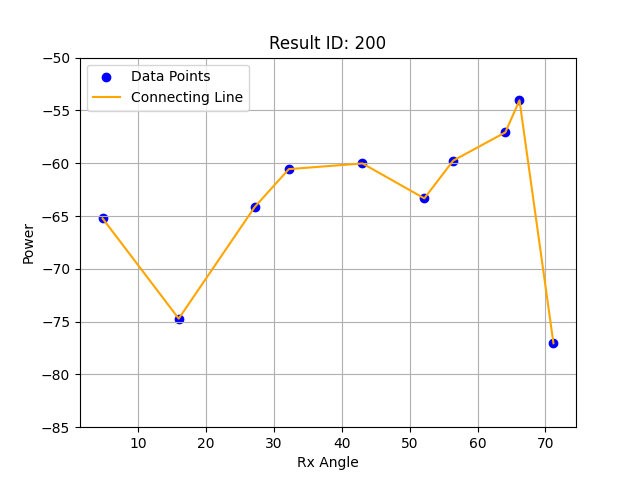 Result ID: 200
Data Points
Connecting Line
−50
−55
−60
−65
−70
−75
−80
−85
Power
10 20 30 40 50 60 70
Rx Angle